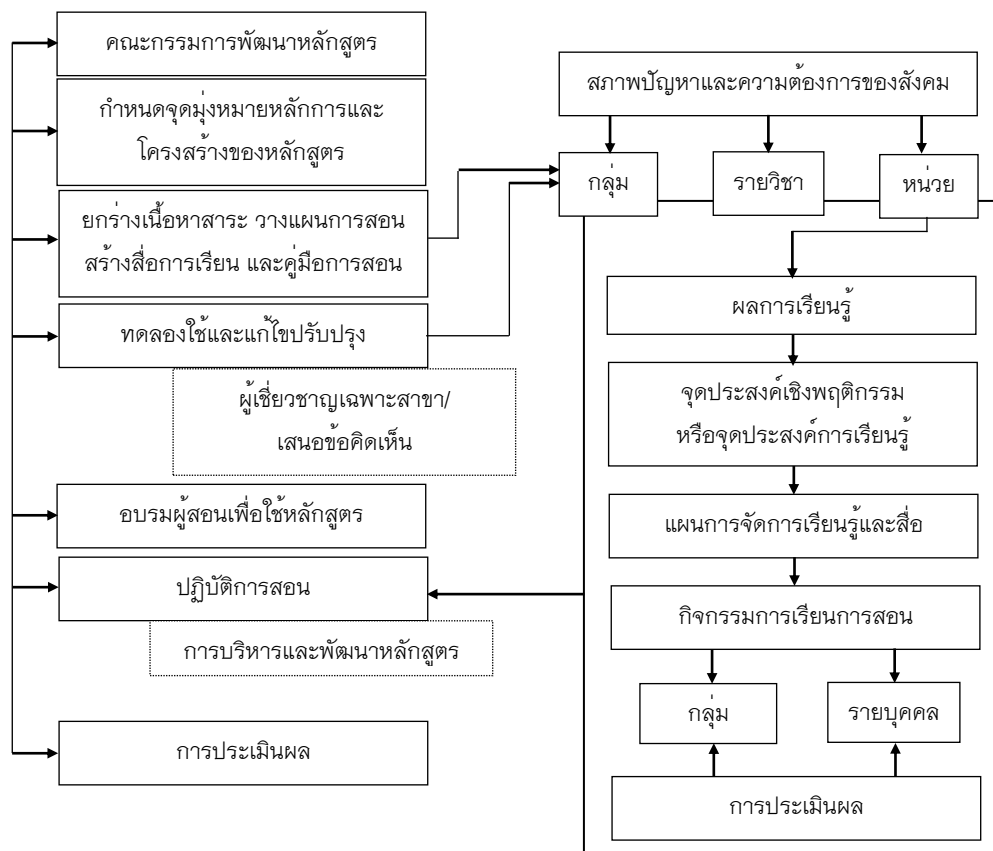 คณะกรรมการพัฒนาหลักสูตร
กำหนดจุดมุ่งหมายหลักการและ
โครงสร้างของหลักสูตร
ยกร่างเนื้อหาสาระ วางแผนการสอน
สร้างสื่อการเรียน และคู่มือการสอน
ทดลองใช้และแก้ไขปรับปรุง
ผู้เชี่ยวชาญเฉพาะสาขา/
เสนอข้อคิดเห็น
อบรมผู้สอนเพื่อใช้หลักสูตร
ปฏิบัติการสอน
การบริหารและพัฒนาหลักสูตร
การประเมินผล
สภาพปัญหาและความต้องการของสังคม
กลุ่ม
รายวิชา
หน่วย
ผลการเรียนรู้
จุดประสงค์เชิงพฤติกรรม
หรือจุดประสงค์การเรียนรู้
แผนการจัดการเรียนรู้และสื่อ
กิจกรรมการเรียนการสอน
กลุ่ม
รายบุคคล
การประเมินผล